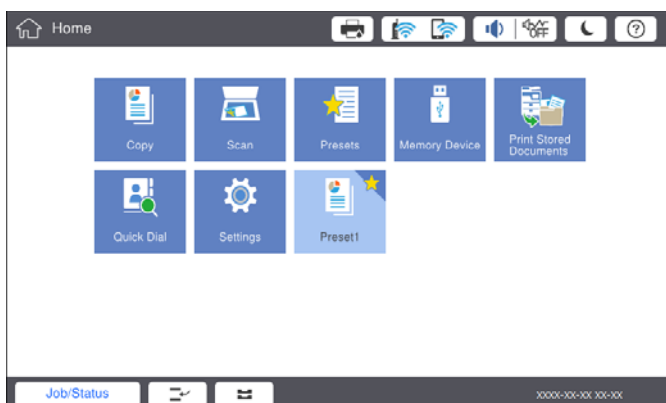 Home
OFF
?
Copy
Scan
Presets
Memory Device
Print Stored
Documents
Quick Dial
Settings
Preset1
Job/Status
xxxx-xx-xx xx-xx